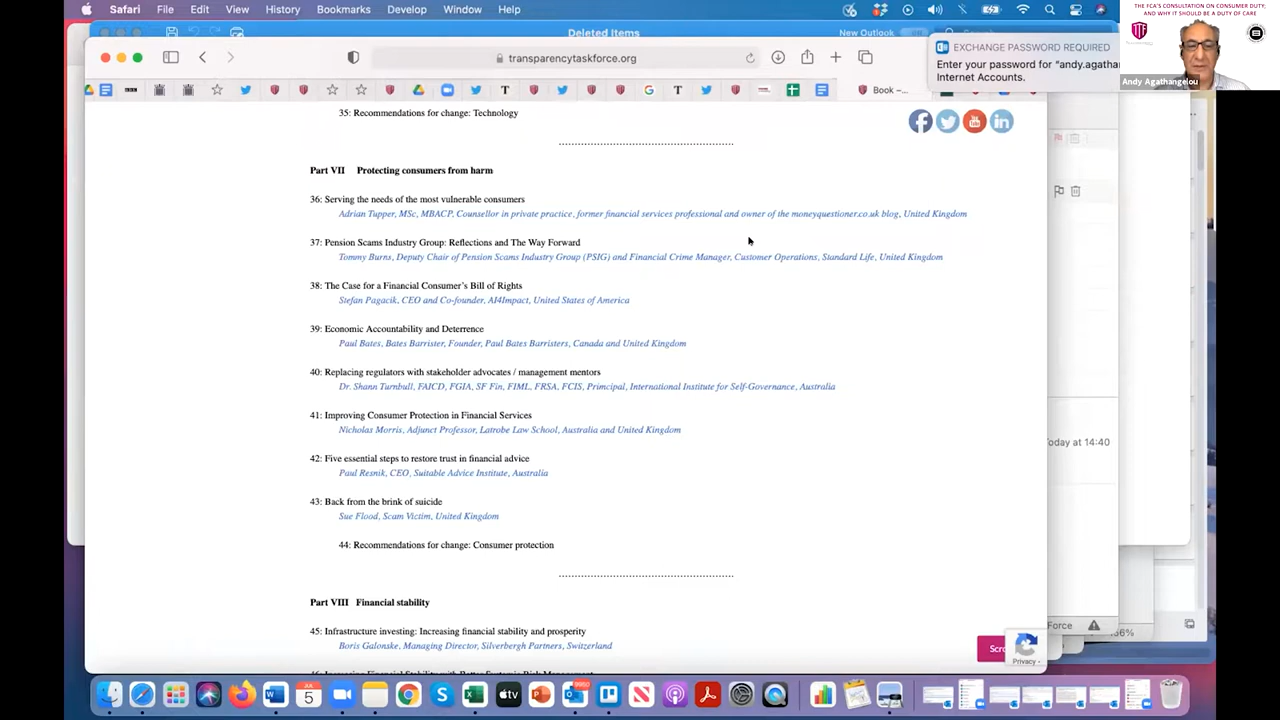 Safari File Edit View History Bookmarks Develop Window Help
THE FCA'S CONSULTATION ON CONSUMER DUTY;
AND WHY IT SHOULD BE A DUTY OF CARE
TTF
Andy Agathangelou
Deleted Items
New Outlook
EXCHANGE PASSWORD REQUIRED
Enter your password for "andy.agatha
Internet Accounts.
transparencytaskforce.org
Book —...
35: Recommendations for change: Technology
Part VII Protecting consumers from harm
36: Serving the needs of the most vulnerable consumers
Adrian Tupper, MSc, MBACP, Counsellor in private practice, former financial services professional and owner of the moneyquestioner.co.uk blog, United Kingdom
37: Pension Scams Industry Group: Reflections and The Way Forward
Tommy Burns, Deputy Chair of Pension Scams Industry Group (PSIG) and Financial Crime Manager, Customer Operations, Standard Life, United Kingdom
38: The Case for a Financial Consumer's Bill of Rights
Stefan Pagacik, CEO and Co-founder, AI4Impact, United States of America
39: Economic Accountability and Deterrence
Paul Bates, Bates Barrister, Founder, Paul Bates Barristers, Canada and United Kingdom
40: Replacing regulators with stakeholder advocates / management mentors
Dr. Shann Turnbull, FAICD, FGIA, SF Fin, FIML, FRSA, FCIS, Principal, International Institute for Self-Governance, Australia
41: Improving Consumer Protection in Financial Services
Nicholas Morris, Adjunct Professor, Latrobe Law School, Australia and United Kingdom
today at 14:40
42: Five essential steps to restore trust in financial advice
Paul Resnik, CEO, Suitable Advice Institute, Australia
43: Back from the brink of suicide
Sue Flood, Scam Victim, United Kingdom
44: Recommendations for change: Consumer protection
Part VIII Financial stability
45: Infrastructure investing: Increasing financial stability and prosperity
Boris Galonske, Managing Director, Silverbergh Partners, Switzerland
Force
Scro
Privacy -
JUL
5
tv